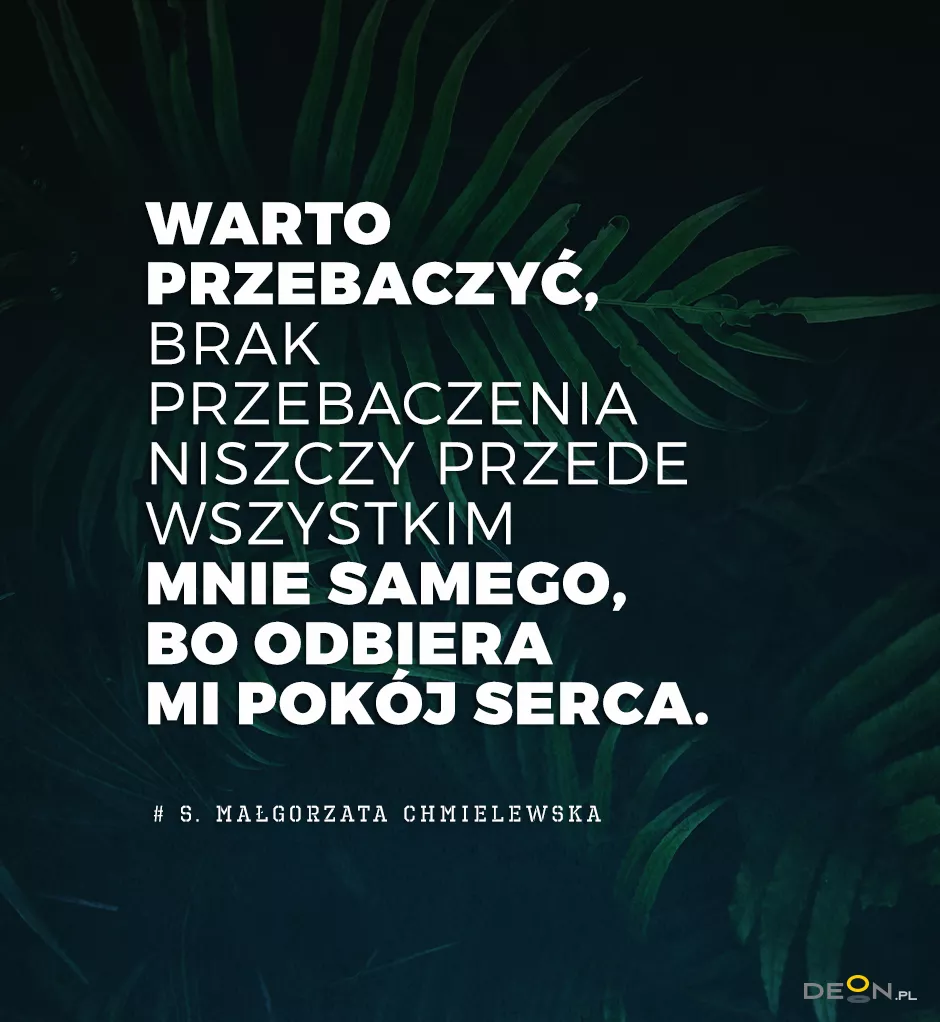 WARTO
PRZEBACZYĆ,
BRAK
PRZEBACZENIA
NISZCZY PRZEDE
WSZYSTKIM
MNIE SAMEGO,
BO ODBIERA
MI POKÓJ SERCA.
# S. MAŁGORZATA CHMIELEWSKA
DEON.PL